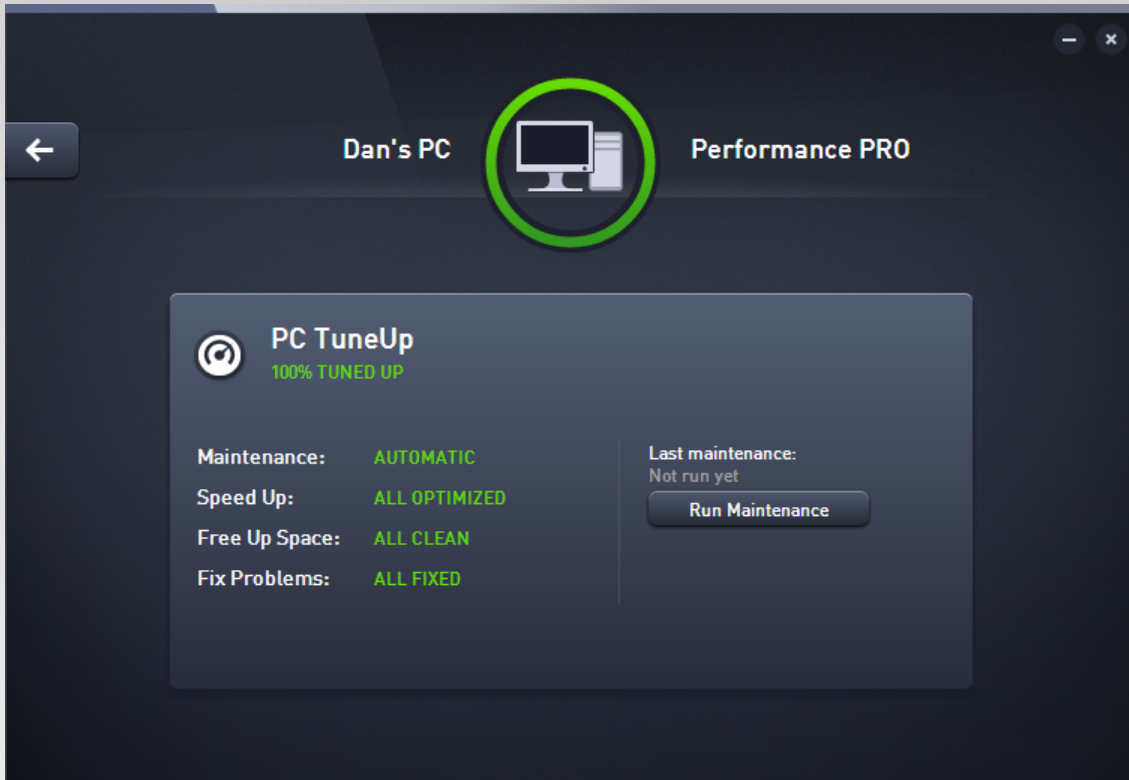 Dan's PC
Performance PRO
PC TuneUp
100% TUNED UP
Maintenance: AUTOMATIC
Speed Up: ALL OPTIMIZED
Free Up Space: ALL CLEAN
Fix Problems: ALL FIXED
Last maintenance:
Not run yet
Run Maintenance